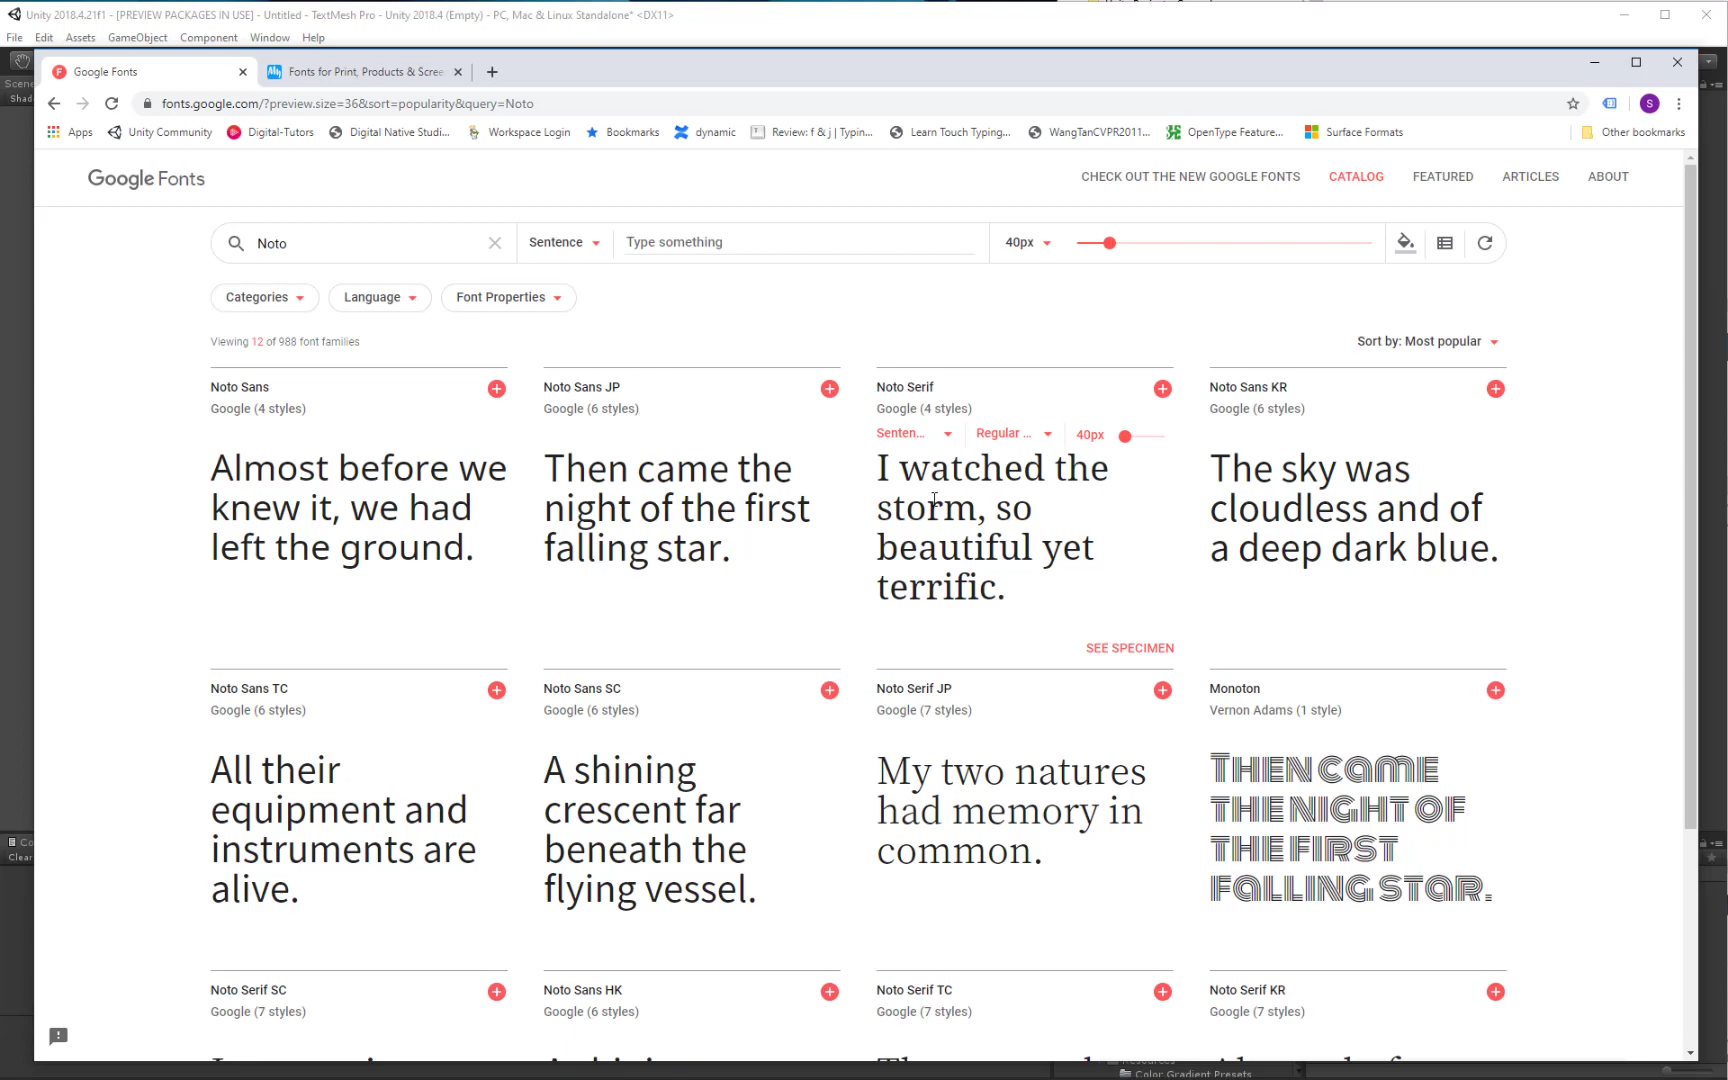 Unity 2018.4.21f1 - [PREVIEW PACKAGES IN USE] - Untitled - TextMesh Pro - Unity 2018.4 (Empty) - PC, Mac & Linux Standalone* <DX11>
File Edit Assets GameObject Component Window Help
Google Fonts
Fonts for Print, Products & Scree
Scene
Shad
fonts.google.com/?preview.size=36&sort=popularity&query=Noto
S
Apps Unity Community Digital-Tutors Digital Native Studi... Workspace Login Bookmarks dynamic Review: f & j | Typin... Learn Touch Typing... WangTanCVPR2011... OpenType Feature... Surface Formats Other bookmarks
Google Fonts
CHECK OUT THE NEW GOOGLE FONTS CATALOG FEATURED ARTICLES ABOUT
Noto Sentence Type something 40px
Categories Language Font Properties
Viewing 12 of 988 font families
Sort by: Most popular
Noto Sans
Google (4 styles)
Almost before we
knew it, we had
left the ground.
Noto Sans JP
Google (6 styles)
Then came the
night of the first
falling star.
Noto Serif
Google (4 styles)
Senten... Regular ... 40px
I watched the
storm, so
beautiful yet
terrific.
SEE SPECIMEN
Noto Sans KR
Google (6 styles)
The sky was
cloudless and of
a deep dark blue.
Noto Sans TC
Google (6 styles)
All their
equipment and
instruments are
alive.
Noto Sans SC
Google (6 styles)
A shining
crescent far
beneath the
flying vessel.
Noto Serif JP
Google (7 styles)
My two natures
had memory in
common.
Monoton
Vernon Adams (1 style)
Then came
the night of
the first
falling star.
Co
Clear
Noto Serif SC
Google (7 styles)
Noto Sans HK
Google (6 styles)
Noto Serif TC
Google (7 styles)
Noto Serif KR
Google (7 styles)
Color Gradient Presets